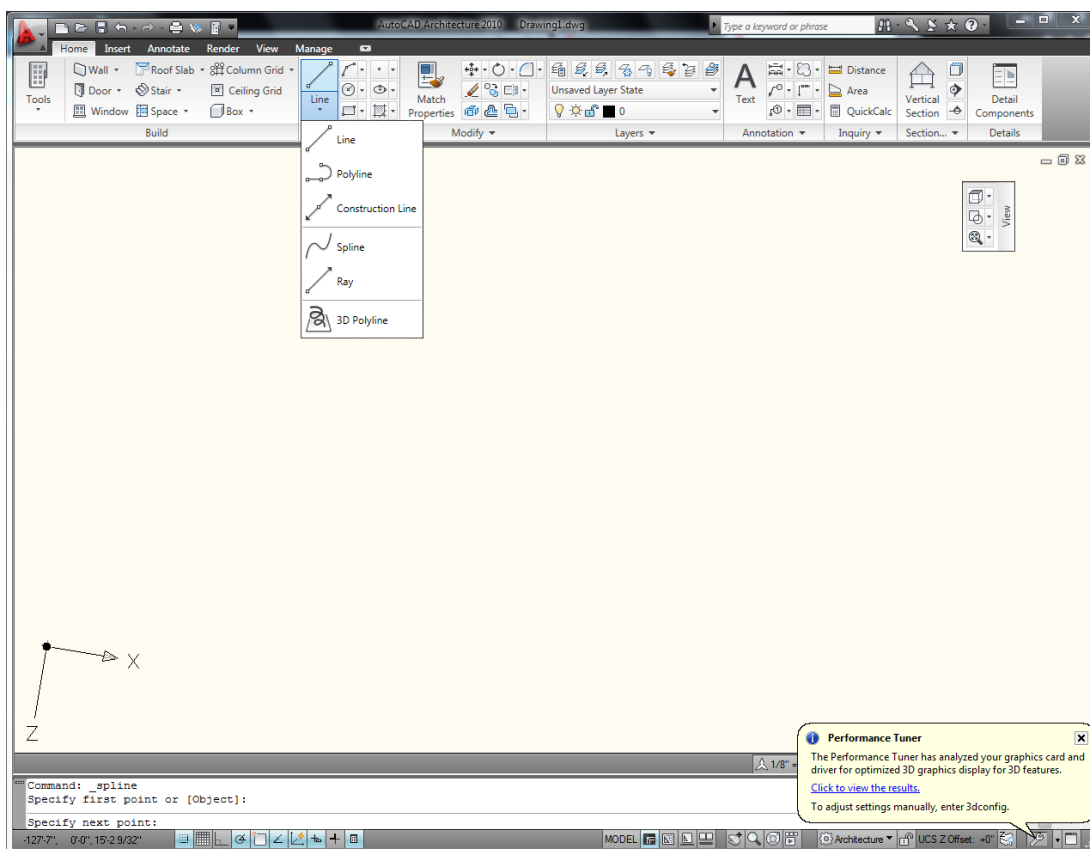 AutoCAD Architecture 2010 Drawing1.dwg Type a keyword or phrase
Home Insert Annotate Render View Manage
Wall Roof Slab Column Grid Distance
Door Stair Ceiling Grid Unsaved Layer State Area
Tools Line Match Properties Text Vertical Section Detail Components
Window Space Box 0 QuickCalc
Build Modify Layers Annotation Inquiry Section... Details
Line
Polyline
Construction Line
Spline
Ray
3D Polyline
View
X
Z
Performance Tuner
The Performance Tuner has analyzed your graphics card and
driver for optimized 3D graphics display for 3D features.
Click to view the results.
To adjust settings manually, enter 3dconfig.
1/8" =
Command: _spline
Specify first point or [Object]:
Specify next point:
-127'-7", 0'-0", 15'-2 9/32" MODEL Architecture UCS Z Offset: +0"